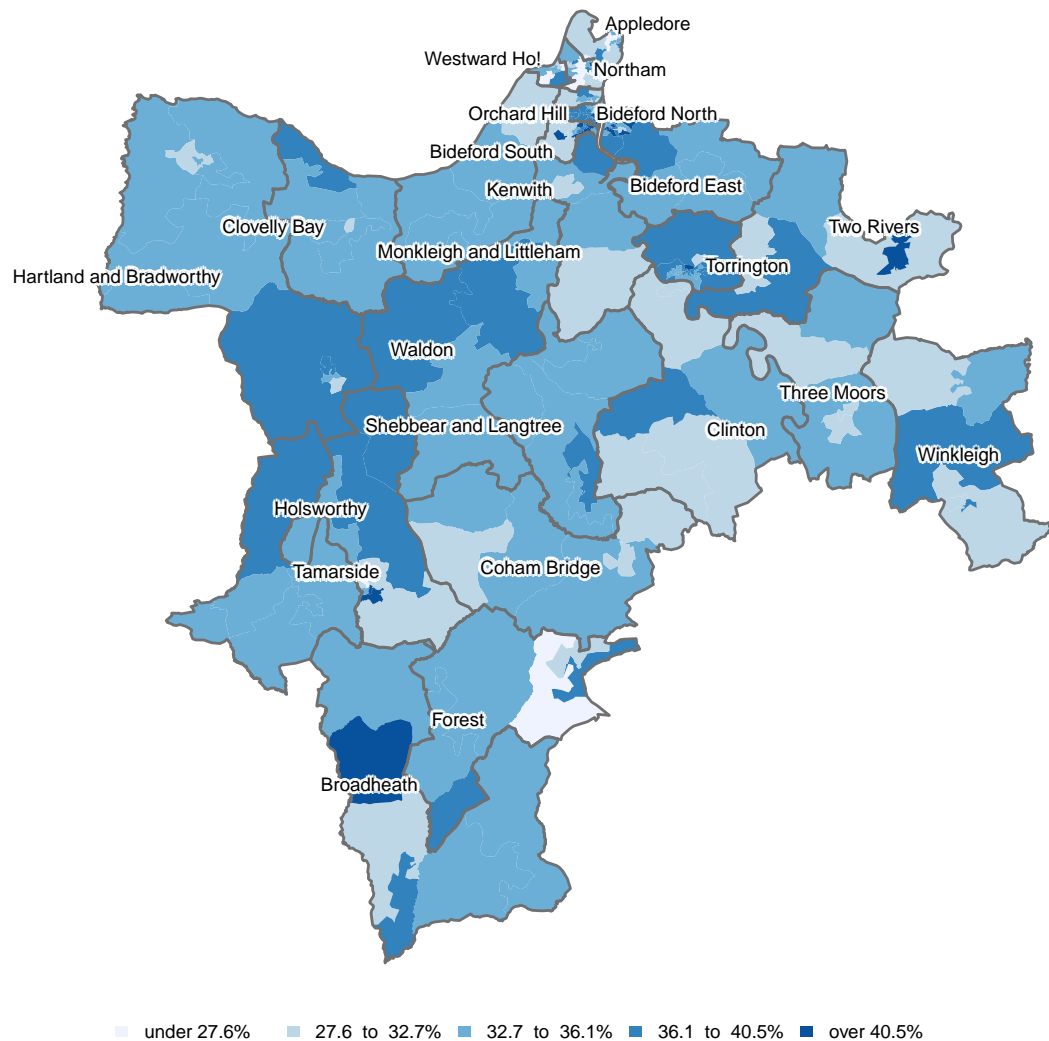 Appledore
Westward Ho!
Northam
Orchard Hill
Bideford North
Bideford South
Kenwith
Bideford East
Clovelly Bay
Two Rivers
Monkleigh and Littleham
Hartland and Bradworthy
Torrington
Waldon
Three Moors
Shebbear and Langtree
Clinton
Winkleigh
Holsworthy
Tamarside
Coham Bridge
Forest
Broadheath
under 27.6% 27.6 to 32.7% 32.7 to 36.1% 36.1 to 40.5% over 40.5%